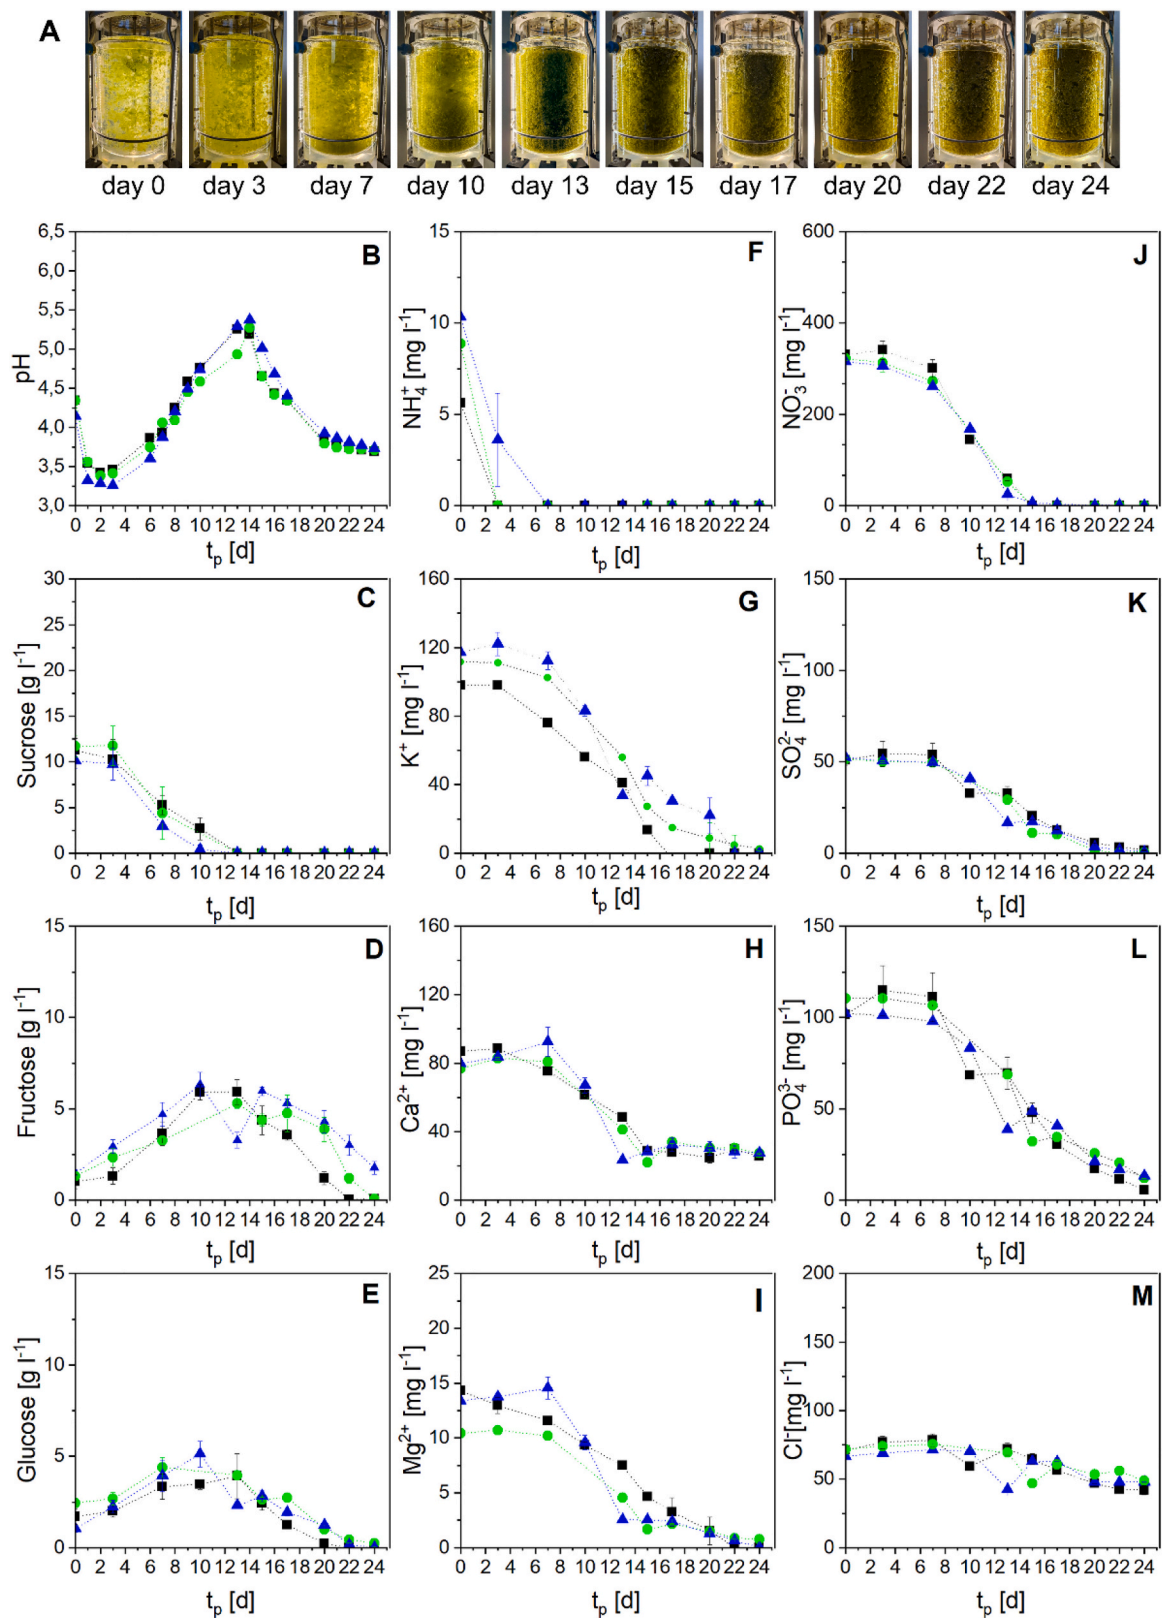 A
day 0 day 3 day 7 day 10 day 13 day 15 day 17 day 20 day 22 day 24
B
pH
6,5
6,0
5,5
5,0
4,5
4,0
3,5
3,0
0 2 4 6 8 10 12 14 16 18 20 22 24
tp [d]
F
NH4+ [mg l-1]
15
10
5
0
0 2 4 6 8 10 12 14 16 18 20 22 24
tp [d]
J
NO3- [mg l-1]
600
400
200
0
0 2 4 6 8 10 12 14 16 18 20 22 24
tp [d]
C
Sucrose [g l-1]
30
25
20
15
10
5
0
0 2 4 6 8 10 12 14 16 18 20 22 24
tp [d]
G
K+ [mg l-1]
160
120
80
40
0
0 2 4 6 8 10 12 14 16 18 20 22 24
tp [d]
K
SO42- [mg l-1]
150
100
50
0
0 2 4 6 8 10 12 14 16 18 20 22 24
tp [d]
D
Fructose [g l-1]
15
10
5
0
0 2 4 6 8 10 12 14 16 18 20 22 24
tp [d]
H
Ca2+ [mg l-1]
160
120
80
40
0
0 2 4 6 8 10 12 14 16 18 20 22 24
tp [d]
L
PO43- [mg l-1]
150
100
50
0
0 2 4 6 8 10 12 14 16 18 20 22 24
tp [d]
E
Glucose [g l-1]
15
10
5
0
0 2 4 6 8 10 12 14 16 18 20 22 24
tp [d]
I
Mg2+ [mg l-1]
25
20
15
10
5
0
0 2 4 6 8 10 12 14 16 18 20 22 24
tp [d]
M
Cl-[mg l-1]
200
150
100
50
0
0 2 4 6 8 10 12 14 16 18 20 22 24
tp [d]